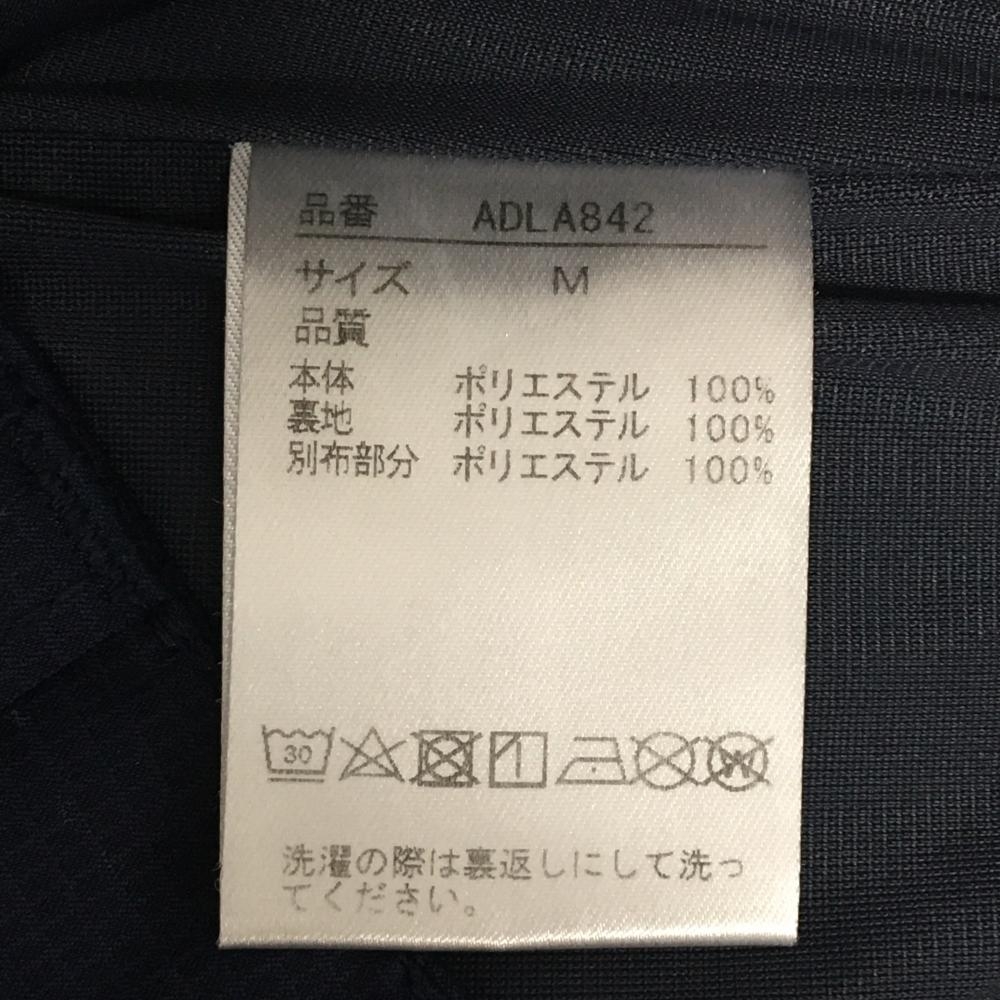 品番 ADLA842
サイズ M
品質
本体 ポリエステル 100%
裏地 ポリエステル 100%
別布部分 ポリエステル 100%
30 W
洗濯の際は裏返しにして洗っ
てください。